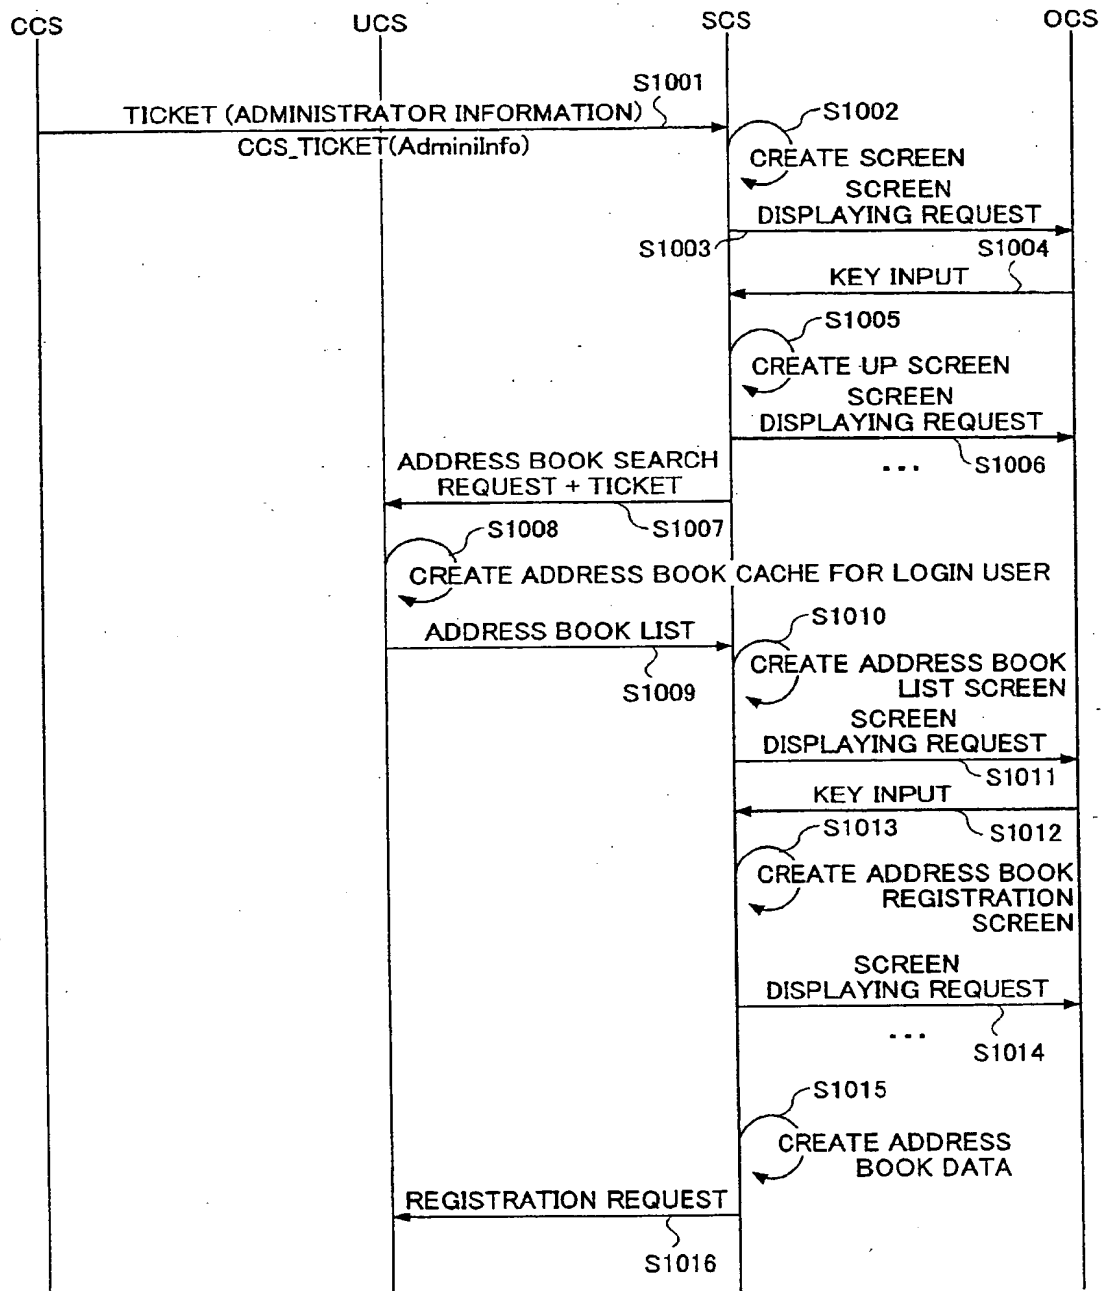 CCS
UCS
SCS
OCS
S1001
TICKET (ADMINISTRATOR INFORMATION)
CCS_TICKET(AdminiInfo)
S1002
CREATE SCREEN
SCREEN
DISPLAYING REQUEST
S1003
S1004
KEY INPUT
S1005
CREATE UP SCREEN
SCREEN
DISPLAYING REQUEST
...
S1006
ADDRESS BOOK SEARCH
REQUEST + TICKET
S1007
S1008
CREATE ADDRESS BOOK CACHE FOR LOGIN USER
ADDRESS BOOK LIST
S1009
S1010
CREATE ADDRESS BOOK
LIST SCREEN
SCREEN
DISPLAYING REQUEST
S1011
KEY INPUT
S1012
S1013
CREATE ADDRESS BOOK
REGISTRATION
SCREEN
SCREEN
DISPLAYING REQUEST
...
S1014
S1015
CREATE ADDRESS
BOOK DATA
REGISTRATION REQUEST
S1016